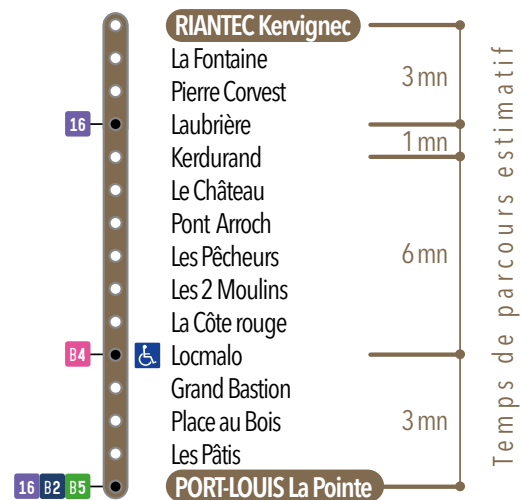 RIANTEC Kervignec
La Fontaine
3 mn
Pierre Corvest
16 Laubrière
1 mn
Kerdurand
Le Château
Pont Arroch
Les Pêcheurs
6 mn
Les 2 Moulins
La Côte rouge
B4 Locmalo
Grand Bastion
Place au Bois
3 mn
Les Pâtis
16 B2 B5 PORT-LOUIS La Pointe
Temps de parcours estimatif